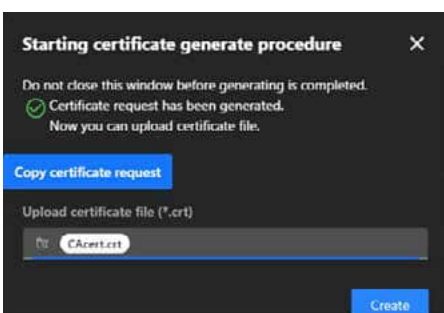 Starting certificate generate procedure
Do not close this window before generating is completed.
Certificate request has been generated.
Now you can upload certificate file.
Copy certificate request
Upload certificate file (*.crt)
CAcert.crt
Create